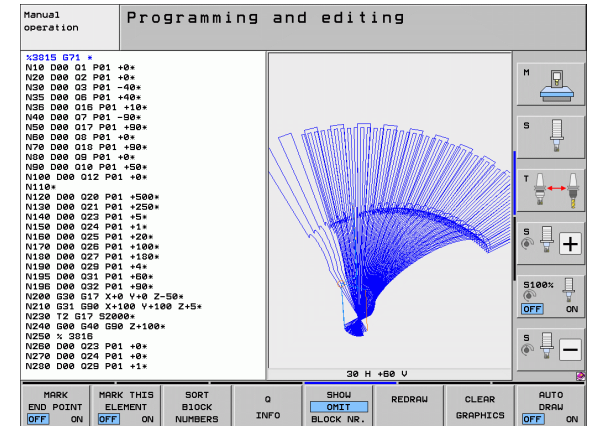 Manual
operation
Programming and editing
%3815 G71 *
N10 D00 Q1 P01 +0*
N20 D00 Q2 P01 +0*
N30 D00 Q3 P01 -40*
N35 D00 Q6 P01 +40*
N36 D00 Q16 P01 +10*
N40 D00 Q7 P01 -90*
N50 D00 Q17 P01 +90*
N60 D00 Q8 P01 +0*
N70 D00 Q18 P01 +90*
N80 D00 Q9 P01 +0*
N90 D00 Q10 P01 +50*
N100 D00 Q12 P01 +0*
N110*
N120 D00 Q20 P01 +500*
N130 D00 Q21 P01 +250*
N140 D00 Q23 P01 +5*
N150 D00 Q24 P01 +1*
N160 D00 Q25 P01 +20*
N170 D00 Q26 P01 +100*
N180 D00 Q27 P01 +180*
N190 D00 Q29 P01 +4*
N195 D00 Q31 P01 +60*
N196 D00 Q32 P01 +90*
N200 G30 G17 X+0 Y+0 Z-50*
N210 G31 G90 X+100 Y+100 Z+5*
N230 T2 G17 S2000*
N240 G00 G40 G90 Z+100*
N250 % 3816
N260 D00 Q23 P01 +0*
N270 D00 Q24 P01 +0*
N280 D00 Q29 P01 +1*
30 H +60 V
M
S
T
S
+
S100%
OFF ON
S
-
MARK
END POINT
OFF ON
MARK THIS
ELEMENT
OFF ON
SORT
BlOCK
NUMBERS
Q
INFO
SHOW
OMIT
BLOCK NR.
REDRAW
CLEAR
GRAPHICS
AUTO
DRAW
OFF ON